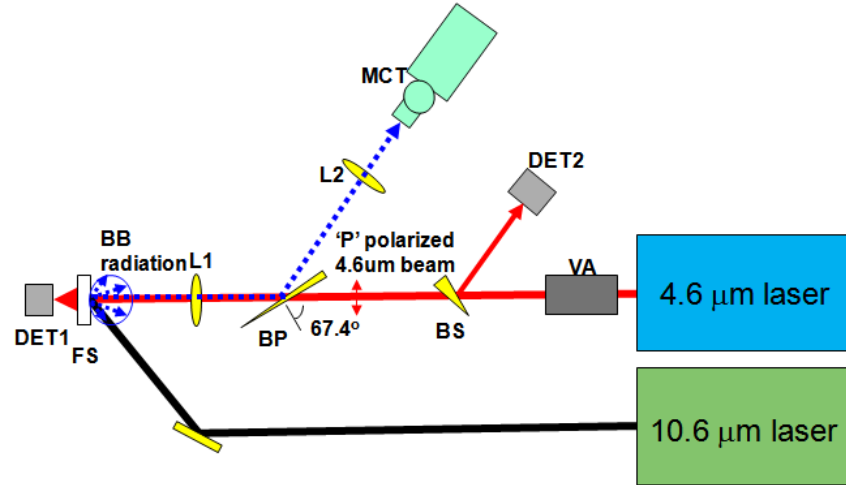 MCT
L2
DET2
BB
radiation
L1
'P' polarized
4.6um beam
VA
4.6 μm laser
DET1
FS
BP
67.4°
BS
10.6 μm laser